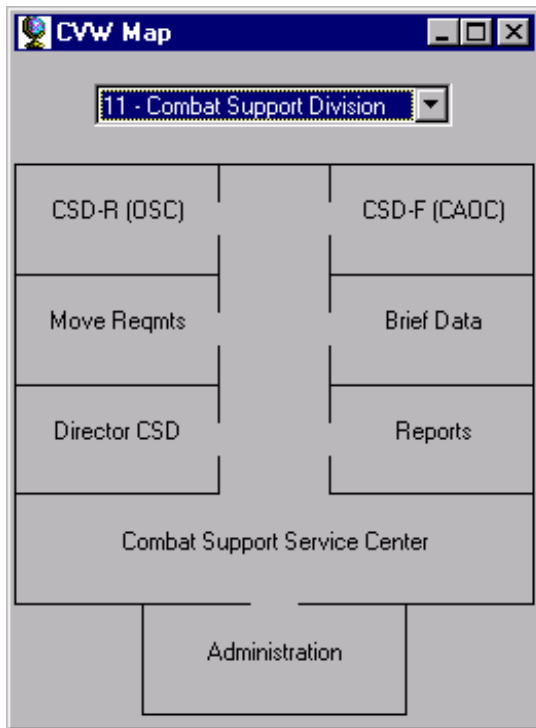 CVW Map
11 - Combat Support Division
CSD-R (OSC)
CSD-F (CAOC)
Move Reqmts
Brief Data
Director CSD
Reports
Combat Support Service Center
Administration